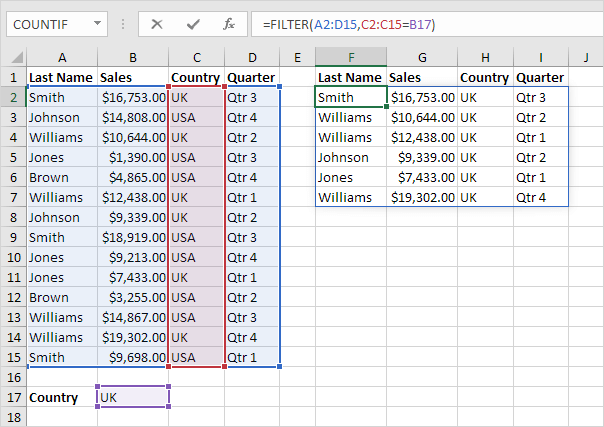 COUNTIF fx =FILTER(A2:D15,C2:C15=B17)
A B C D E F G H I J
1 Last Name Sales Country Quarter Last Name Sales Country Quarter
2 Smith $16,753.00 UK Qtr 3 Smith $16,753.00 UK Qtr 3
3 Johnson $14,808.00 USA Qtr 4 Williams $10,644.00 UK Qtr 2
4 Williams $10,644.00 UK Qtr 2 Williams $12,438.00 UK Qtr 1
5 Jones $1,390.00 USA Qtr 3 Johnson $9,339.00 UK Qtr 2
6 Brown $4,865.00 USA Qtr 4 Jones $7,433.00 UK Qtr 1
7 Williams $12,438.00 UK Qtr 1 Williams $19,302.00 UK Qtr 4
8 Johnson $9,339.00 UK Qtr 2
9 Smith $18,919.00 USA Qtr 3
10 Jones $9,213.00 USA Qtr 4
11 Jones $7,433.00 UK Qtr 1
12 Brown $3,255.00 USA Qtr 2
13 Williams $14,867.00 USA Qtr 3
14 Williams $19,302.00 UK Qtr 4
15 Smith $9,698.00 USA Qtr 1
16
17 Country UK
18